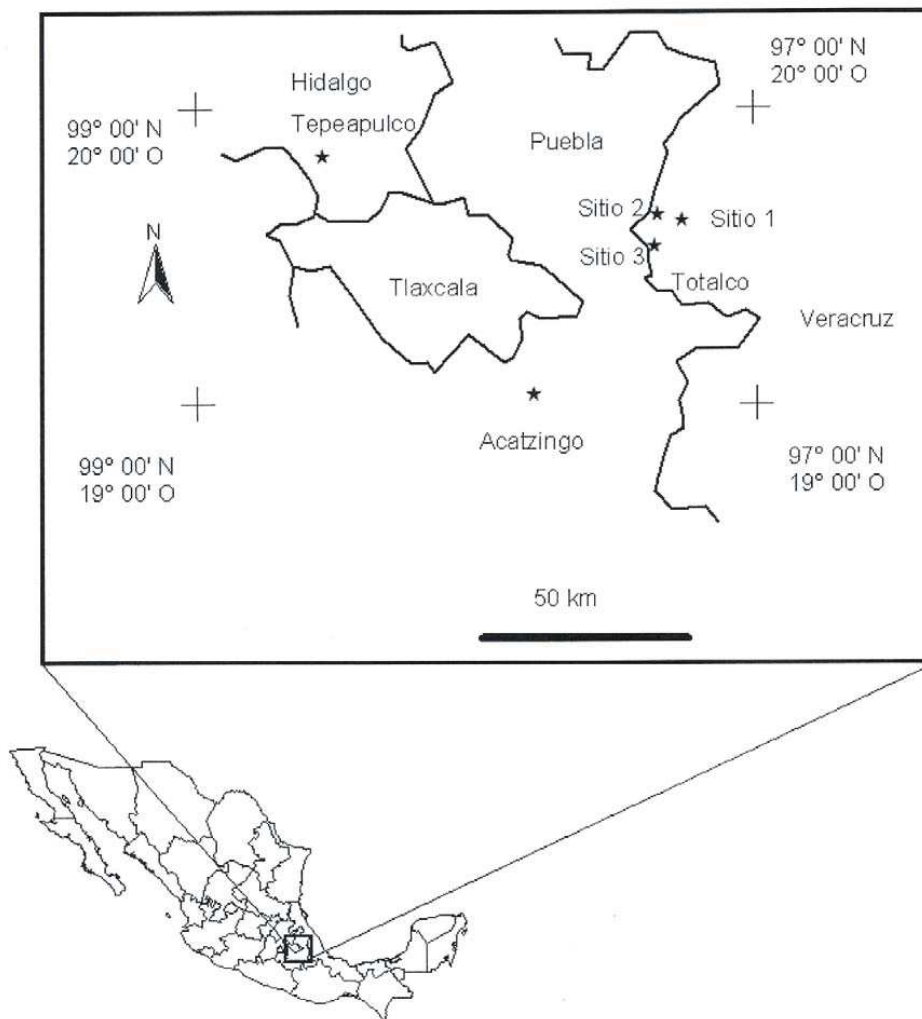 97° 00' N
20° 00' O
Hidalgo
Tepeapulco
99° 00' N
20° 00' O
Puebla
Sitio 2
Sitio 1
N
Sitio 3
Tlaxcala
Totalco
Veracruz
Acatzingo
99° 00' N
19° 00' O
97° 00' N
19° 00' O
50 km